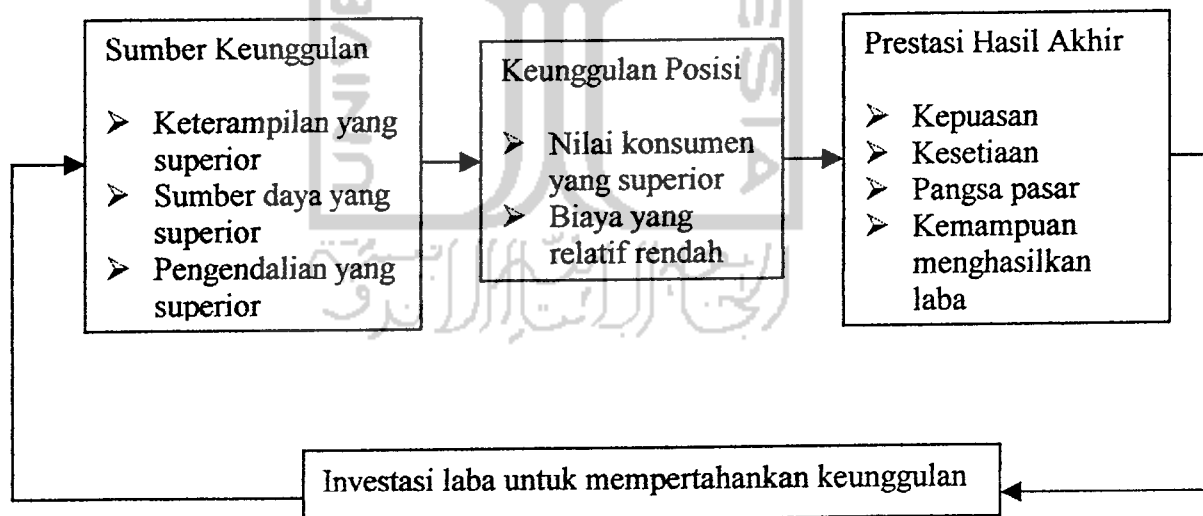 Sumber Keunggulan
➢ Keterampilan yang
superior
➢ Sumber daya yang
superior
➢ Pengendalian yang
superior
Keunggulan Posisi
➢ Nilai konsumen
yang superior
➢ Biaya yang
relatif rendah
Prestasi Hasil Akhir
➢ Kepuasan
➢ Kesetiaan
➢ Pangsa pasar
➢ Kemampuan
menghasilkan
laba
Investasi laba untuk mempertahankan keunggulan